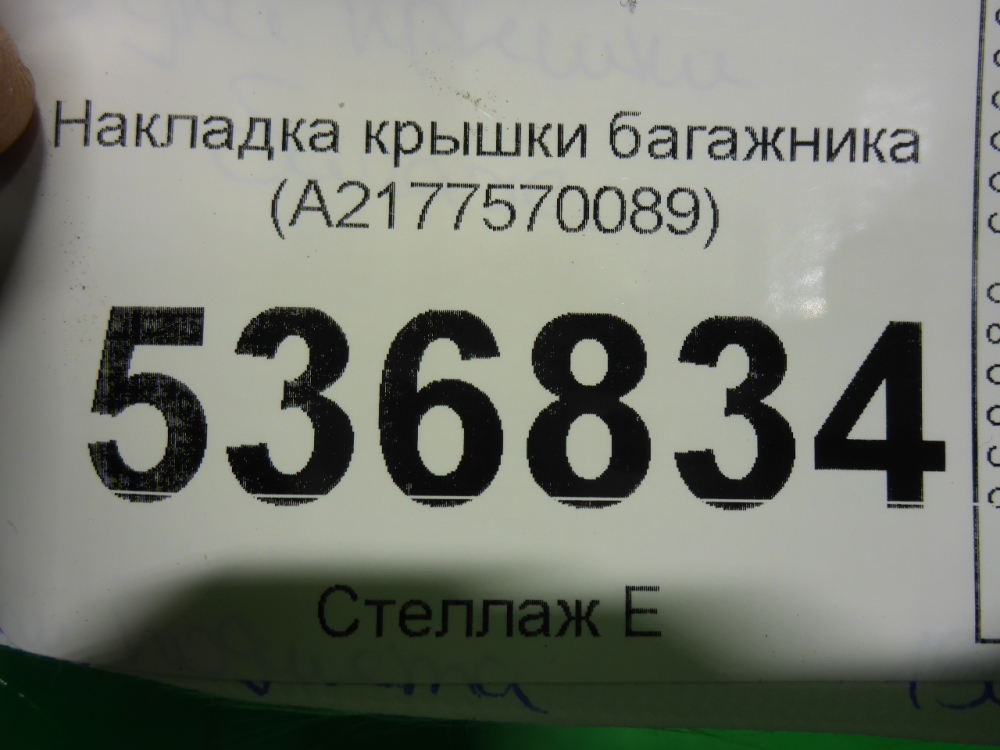 Накладка крышки багажника
(A2177570089)
536834
Стеллаж Е